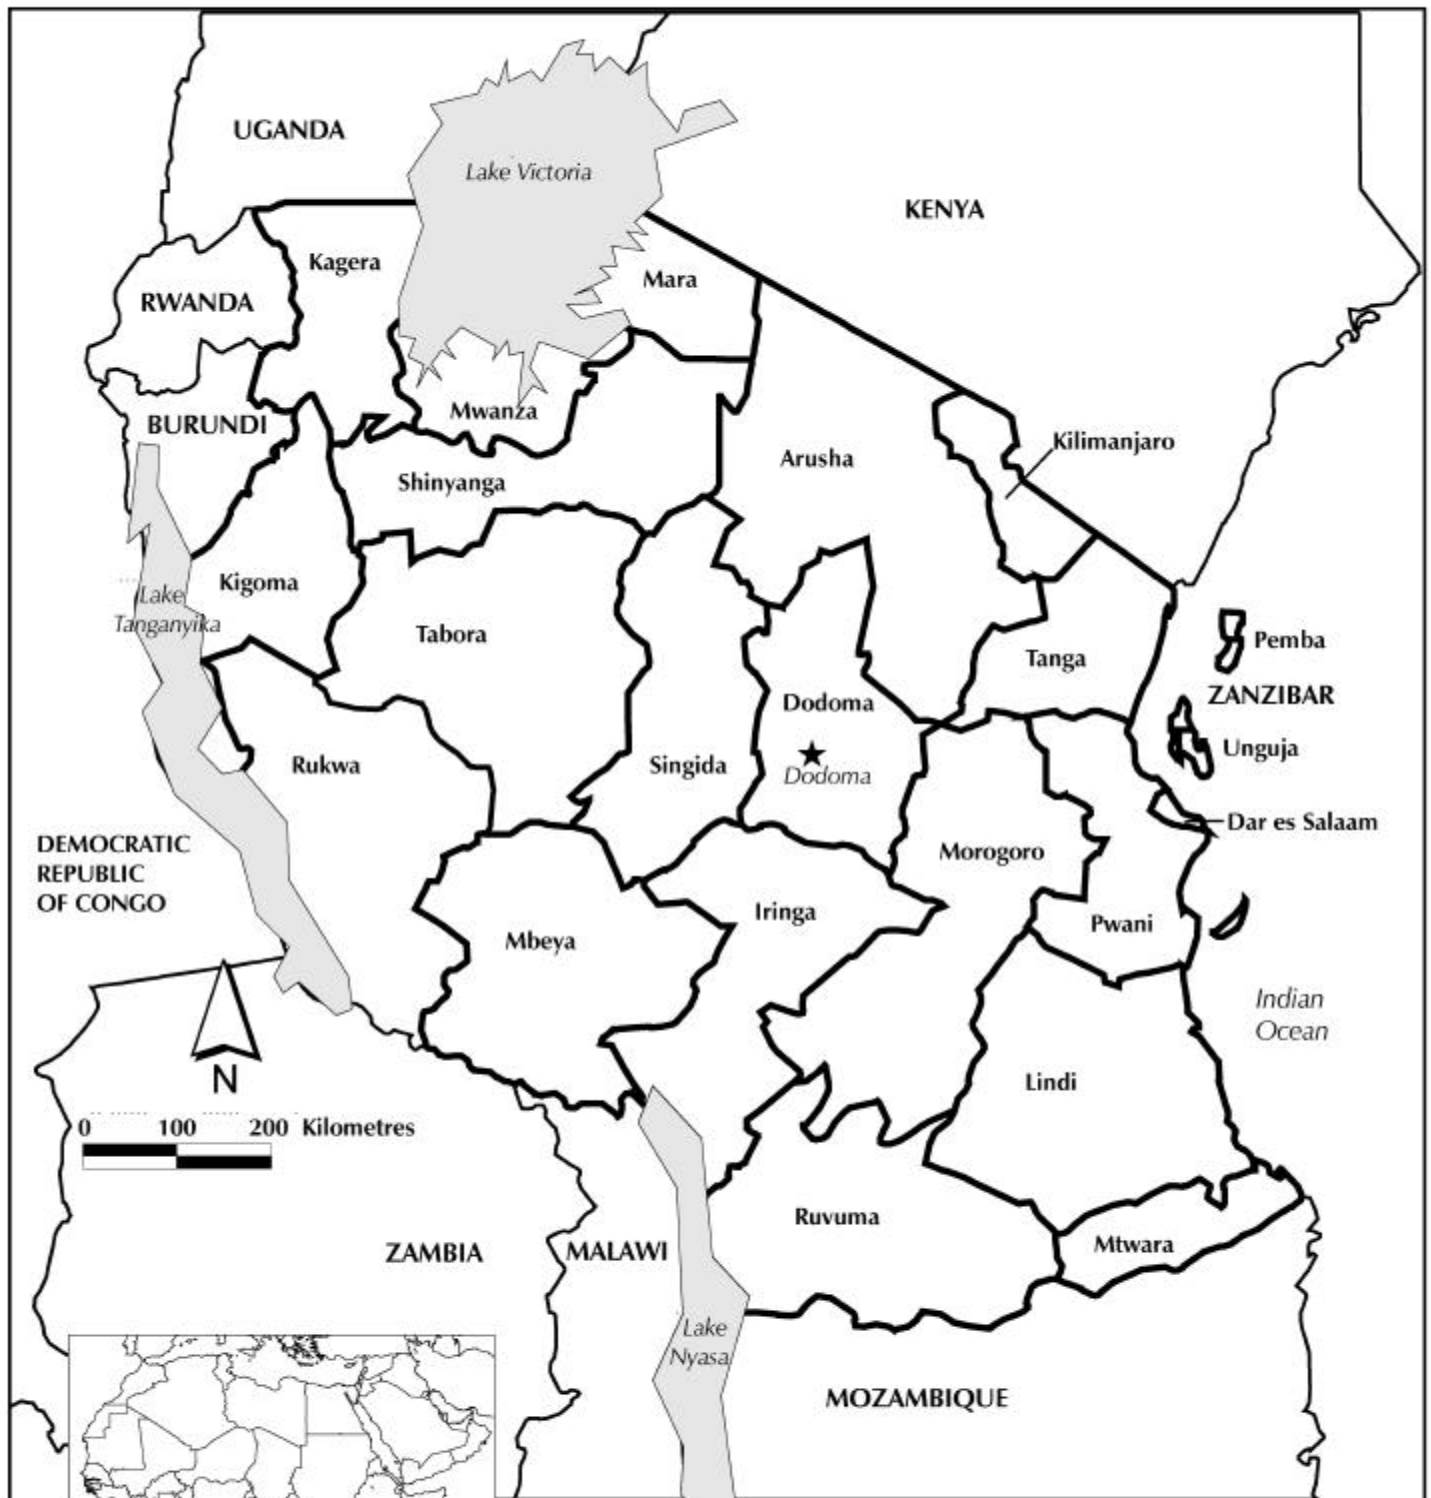 UGANDA
Lake Victoria
KENYA
Kagera
Mara
RWANDA
Mwanza
BURUNDI
Kilimanjaro
Arusha
Shinyanga
Kigoma
Lake
Tanganyika
Tabora
Pemba
Tanga
ZANZIBAR
Dodoma
Unguja
Rukwa
Singida
Dodoma
Dar es Salaam
DEMOCRATIC
REPUBLIC
OF CONGO
Morogoro
Iringa
Pwani
Mbeya
Indian
Ocean
N
Lindi
0 100 200 Kilometres
Ruvuma
ZAMBIA
MALAWI
Mtwara
Lake
Nyasa
MOZAMBIQUE